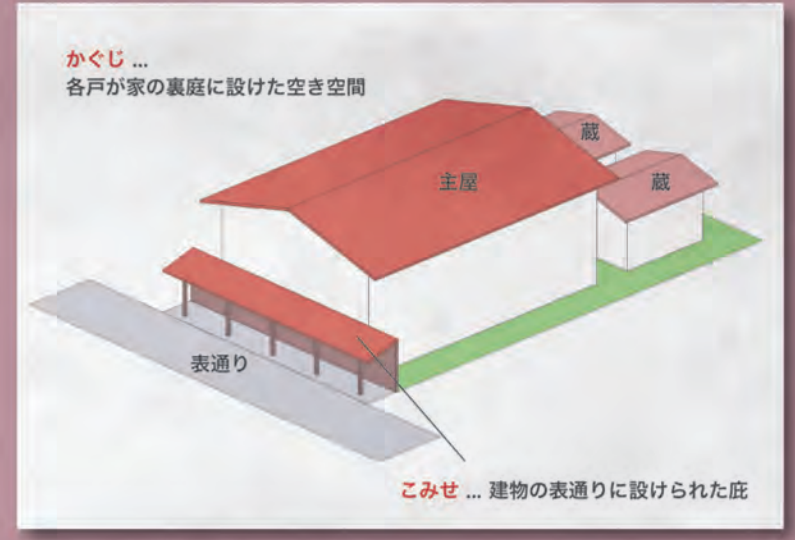 かぐじ ...
各戸が家の裏庭に設けた空き空間
蔵
主屋
蔵
表通り
こみせ ... 建物の表通りに設けられた庇